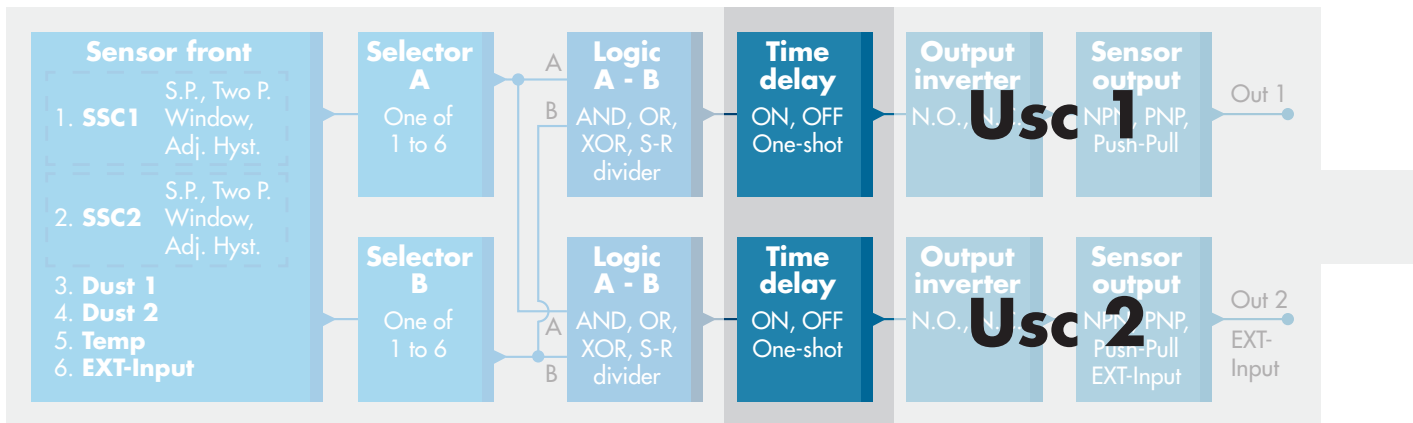 Sensor front
1. SSC1
S.P., Two P.
Window,
Adj. Hyst.
2. SSC2
S.P., Two P.
Window,
Adj. Hyst.
3. Dust 1
4. Dust 2
5. Temp
6. EXT-Input
Selector
A
One of
1 to 6
Selector
B
One of
1 to 6
A
B
Logic
A - B
AND, OR,
XOR, S-R
divider
Time
delay
ON, OFF
One-shot
Output
inverter
N.O., N.C.
Sensor
output
NPN, PNP,
Push-Pull
Usc 1
Out 1
A
B
Logic
A - B
AND, OR,
XOR, S-R
divider
Time
delay
ON, OFF
One-shot
Output
inverter
N.O., N.C.
Sensor
output
NPN, PNP,
Push-Pull
EXT-Input
Usc 2
Out 2
EXT-
Input